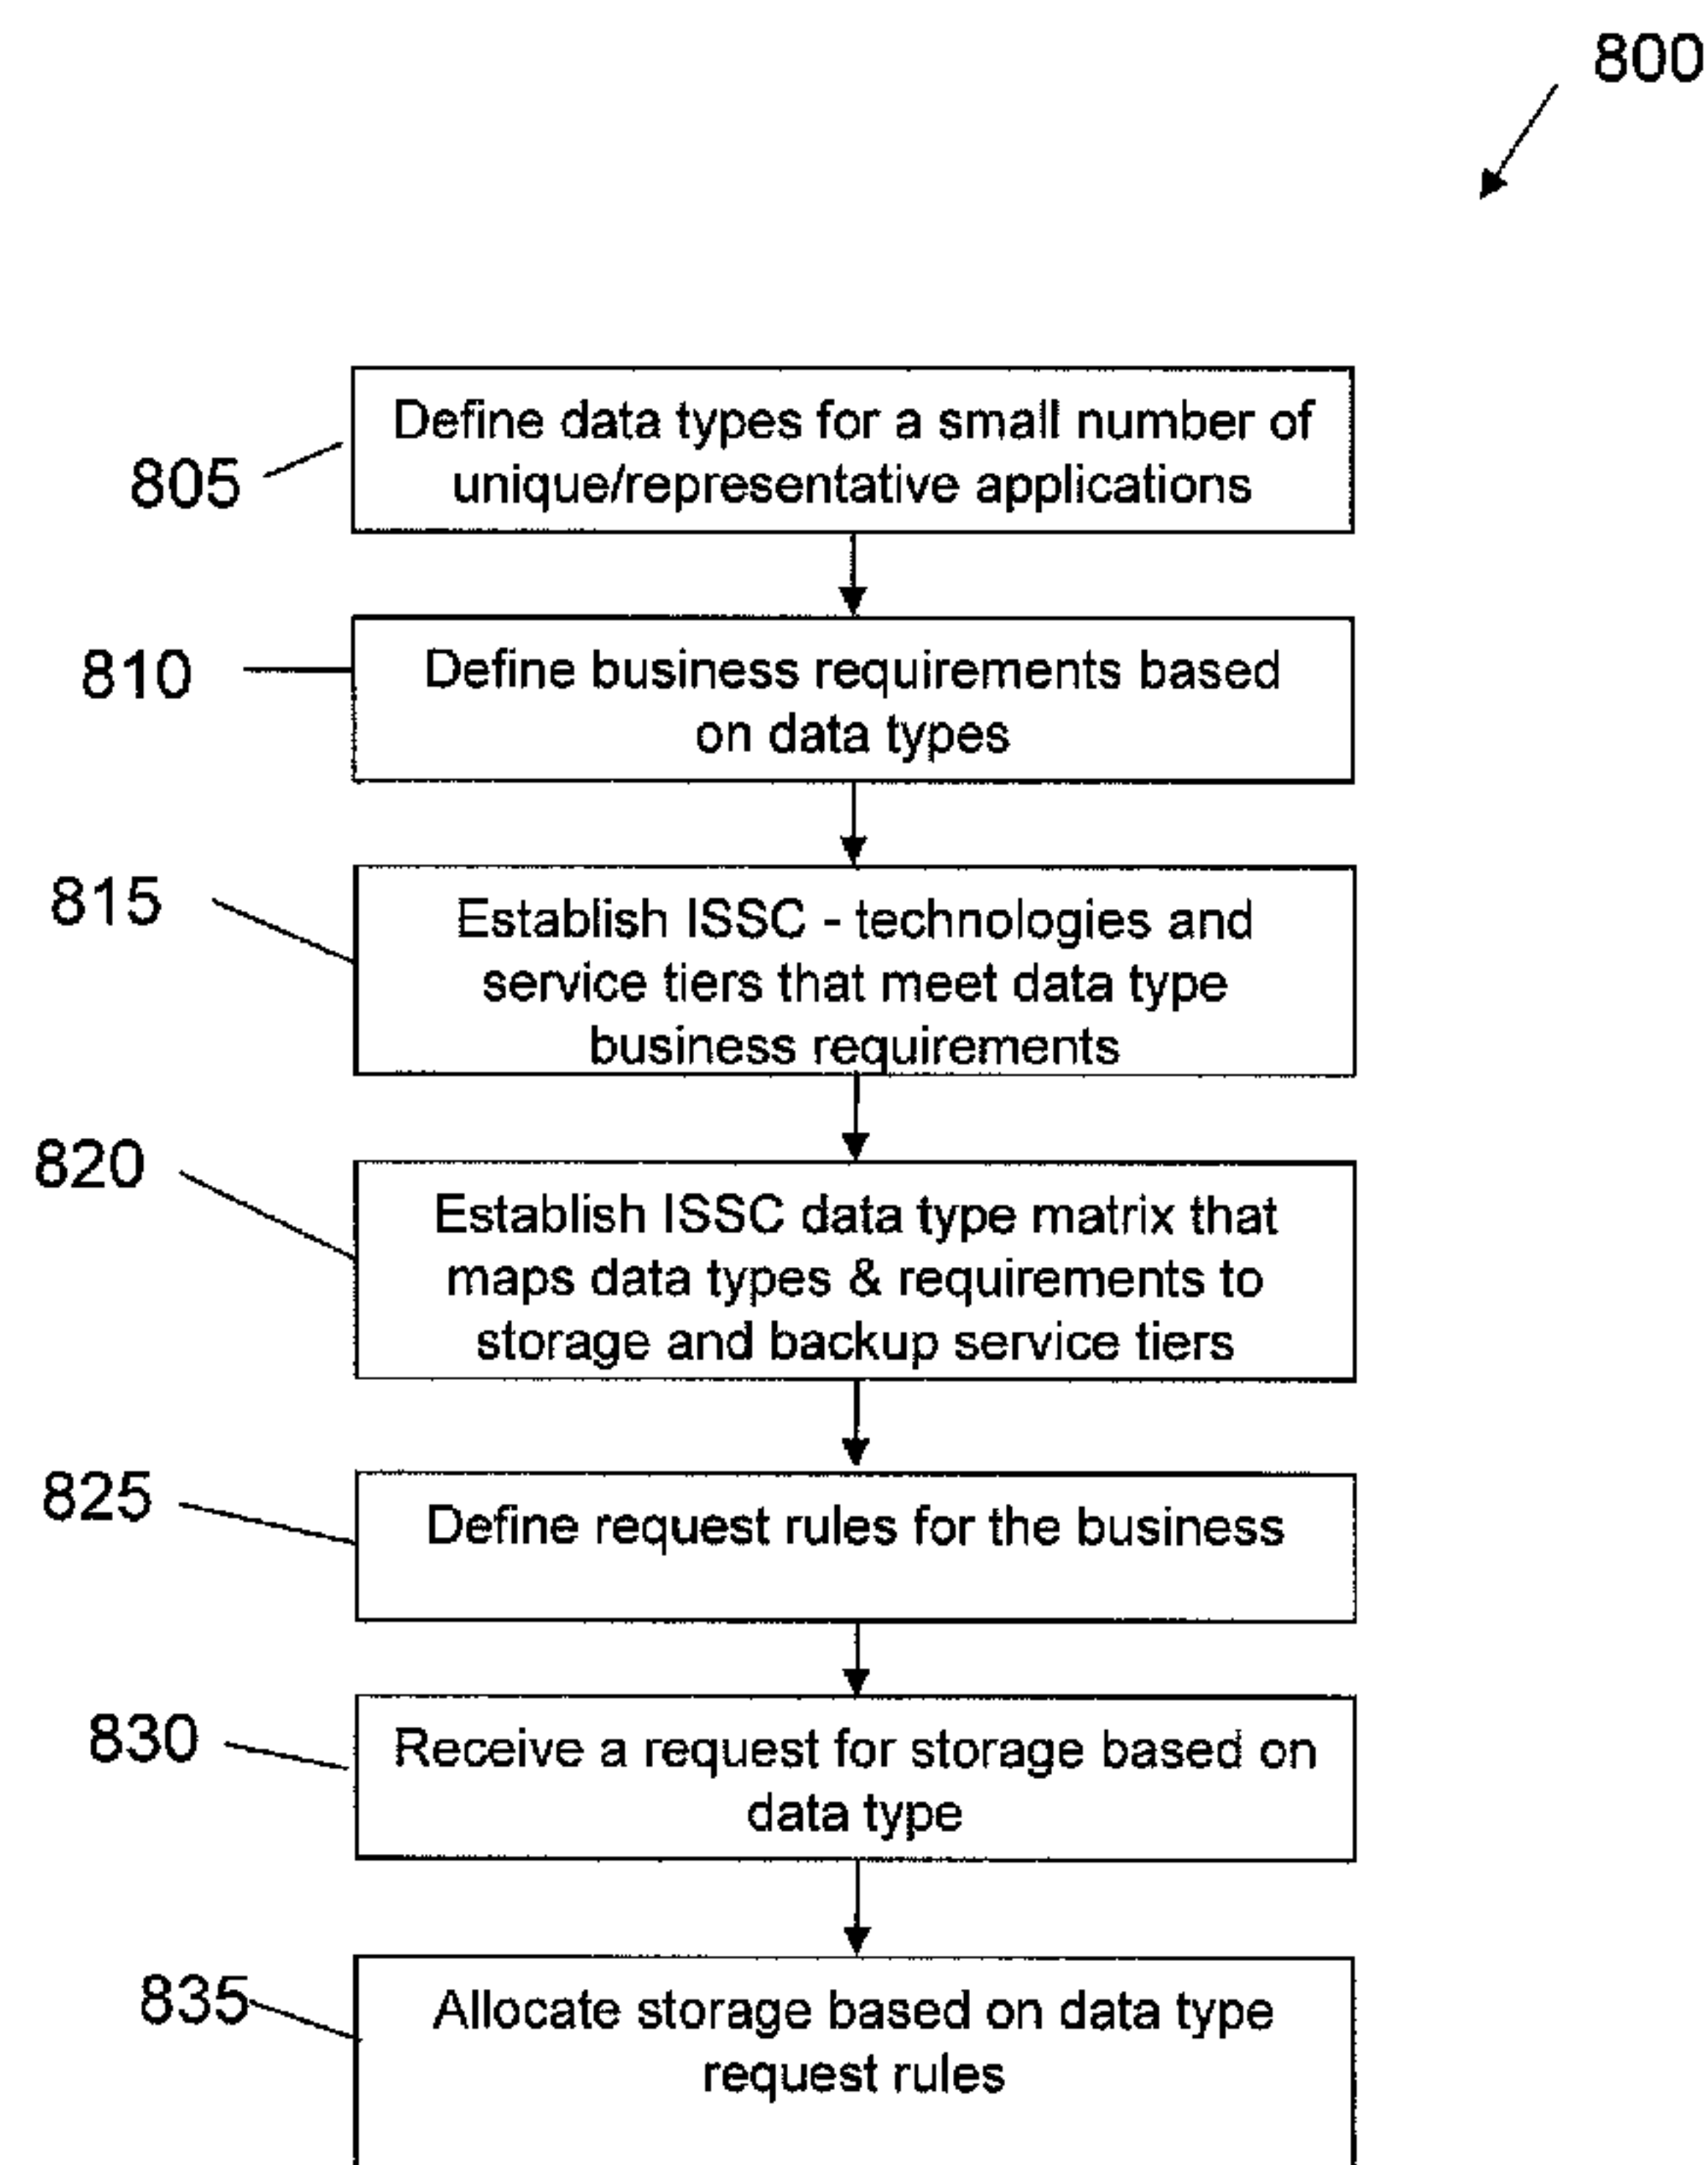 800
805
Define data types for a small number of
unique/representative applications
810
Define business requirements based
on data types
815
Establish ISSC - technologies and
service tiers that meet data type
business requirements
820
Establish ISSC data type matrix that
maps data types & requirements to
storage and backup service tiers
825
Define request rules for the business
830
Receive a request for storage based on
data type
835
Allocate storage based on data type
request rules